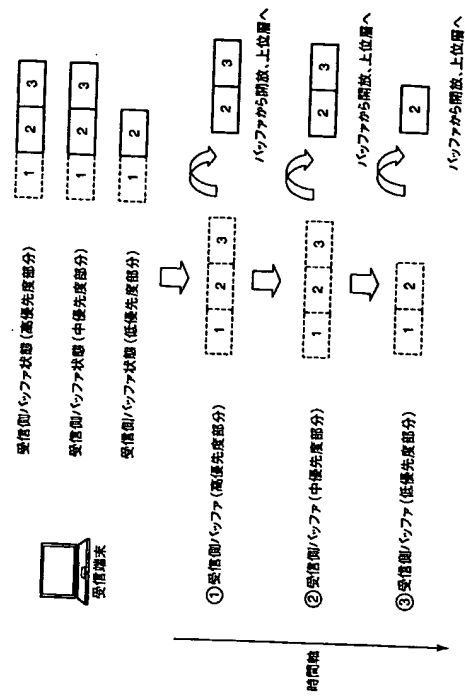 受信側バッファ状態（高優先度部分）
1 2 3
受信側バッファ状態（中優先度部分）
1 2 3
受信端末
受信側バッファ状態（低優先度部分）
1 2
①受信側バッファ（高優先度部分）
1 2 3
2 3
バッファから開放、上位層へ
②受信側バッファ（中優先度部分）
1 2 3
2 3
バッファから開放、上位層へ
③受信側バッファ（低優先度部分）
1 2
2
バッファから開放、上位層へ
時間軸